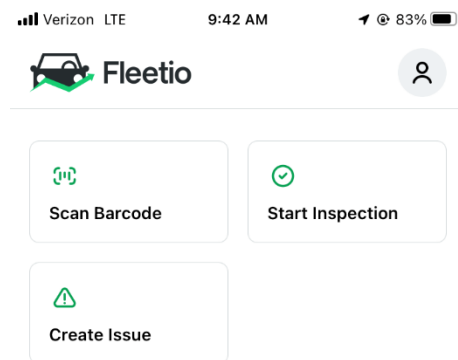 Verizon LTE 9:42 AM 83%
Fleetio
Scan Barcode Start Inspection
Create Issue